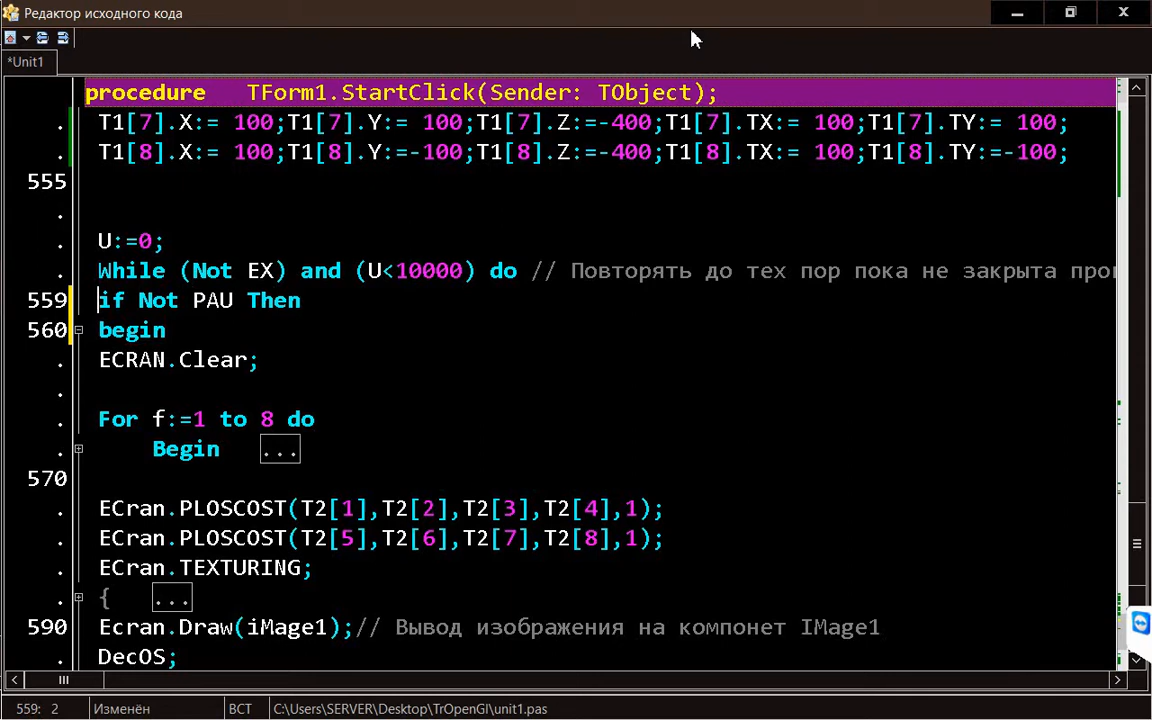 Редактор исходного кода
*Unit1
procedure TForm1.StartClick(Sender: TObject);
. T1[7].X:= 100;T1[7].Y:= 100;T1[7].Z:=-400;T1[7].TX:= 100;T1[7].TY:= 100;
. T1[8].X:= 100;T1[8].Y:=-100;T1[8].Z:=-400;T1[8].TX:= 100;T1[8].TY:=-100;
555
.
. U:=0;
. While (Not EX) and (U<10000) do // Повторять до тех пор пока не закрыта про
559 if Not PAU Then
560 begin
. ECRAN.Clear;
.
. For f:=1 to 8 do
. Begin ...
570
. ECran.PLOSCOST(T2[1],T2[2],T2[3],T2[4],1);
. ECran.PLOSCOST(T2[5],T2[6],T2[7],T2[8],1);
. ECran.TEXTURING;
. { ...
590 Ecran.Draw(iMage1);// Вывод изображения на компонет IMage1
. DecOS;
559: 2 Изменён ВСТ C:\Users\SERVER\Desktop\TrOpenGl\unit1.pas